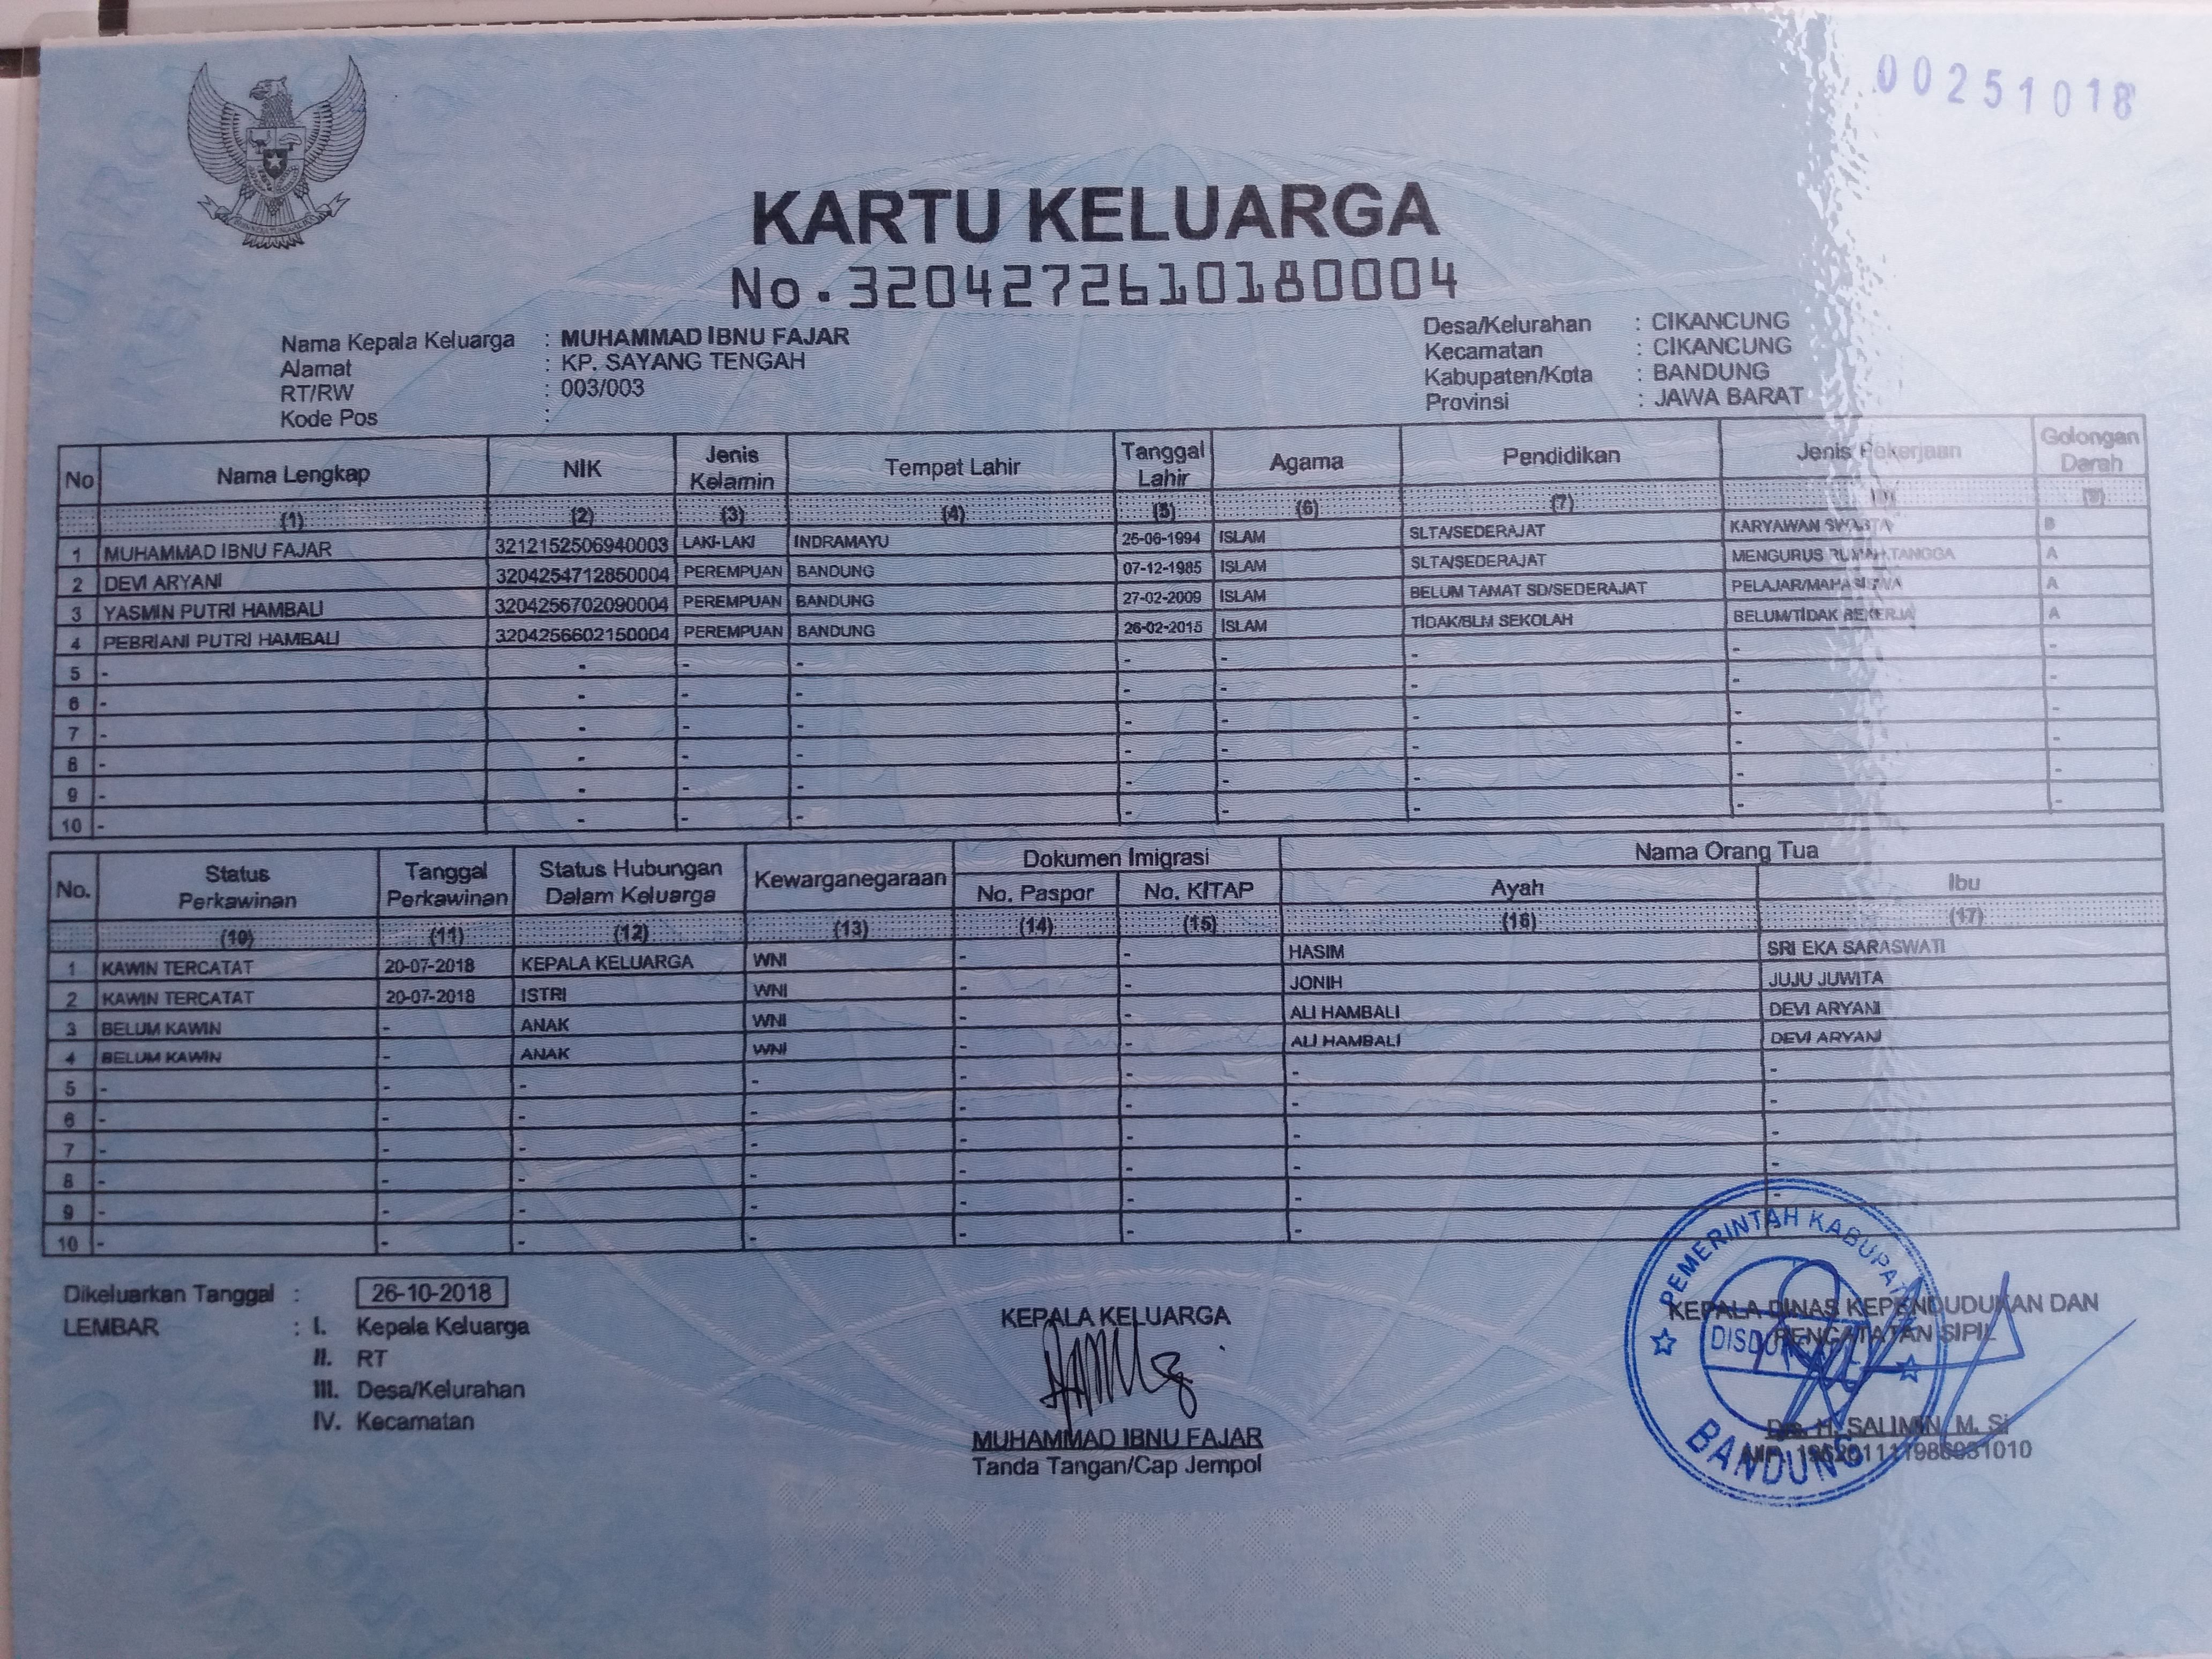 00251018
KARTU KELUARGA
No.3204272610180004
Nama Kepala Keluarga : MUHAMMAD IBNU FAJAR
Alamat : KP. SAYANG TENGAH
RT/RW : 003/003
Kode Pos :
Desa/Kelurahan : CIKANCUNG
Kecamatan : CIKANCUNG
Kabupaten/Kota : BANDUNG
Provinsi : JAWA BARAT
No Nama Lengkap NIK Jenis Kelamin Tempat Lahir Tanggal Lahir Agama Pendidikan Jenis Pekerjaan Golongan Darah
(1) (2) (3) (4) (5) (6) (7)
1 MUHAMMAD IBNU FAJAR 3212152506940003 LAKI-LAKI INDRAMAYU 25-06-1994 ISLAM SLTA/SEDERAJAT KARYAWAN SWASTA B
2 DEVI ARYANI 3204254712850004 PEREMPUAN BANDUNG 07-12-1985 ISLAM SLTA/SEDERAJAT MENGURUS RUMAH TANGGA A
3 YASMIN PUTRI HAMBALI 3204256702090004 PEREMPUAN BANDUNG 27-02-2009 ISLAM BELUM TAMAT SD/SEDERAJAT PELAJAR/MAHASISWA A
4 PEBRIANI PUTRI HAMBALI 3204256602150004 PEREMPUAN BANDUNG 26-02-2015 ISLAM TIDAK/BLM SEKOLAH BELUM/TIDAK BEKERJA A
5 - - - - - - - - -
6 - - - - - - - - -
7 - - - - - - - - -
8 - - - - - - - - -
9 - - - - - - - - -
10 - - - - - - - - -
No. Status Perkawinan Tanggal Perkawinan Status Hubungan Dalam Keluarga Kewarganegaraan Dokumen Imigrasi Nama Orang Tua
No. Paspor No. KITAP Ayah Ibu
(10) (11) (12) (13) (14) (15) (16) (17)
1 KAWIN TERCATAT 20-07-2018 KEPALA KELUARGA WNI - - HASIM SRI EKA SARASWATI
2 KAWIN TERCATAT 20-07-2018 ISTRI WNI - - JONIH JUJU JUWITA
3 BELUM KAWIN - ANAK WNI - - ALI HAMBALI DEVI ARYANI
4 BELUM KAWIN - ANAK WNI - - ALI HAMBALI DEVI ARYANI
5 - - - - - - - -
6 - - - - - - - -
7 - - - - - - - -
8 - - - - - - - -
9 - - - - - - - -
10 - - - - - - -
Dikeluarkan Tanggal : 26-10-2018
LEMBAR : I. Kepala Keluarga
II. RT
III. Desa/Kelurahan
IV. Kecamatan
KEPALA KELUARGA
MUHAMMAD IBNU FAJAR
Tanda Tangan/Cap Jempol
PEMERINTAH
KEPALA DINAS KEPENDUDUKAN DAN
PENCATATAN SIPIL
Drs. H. SALIMIN, M. Si
BANDUNG